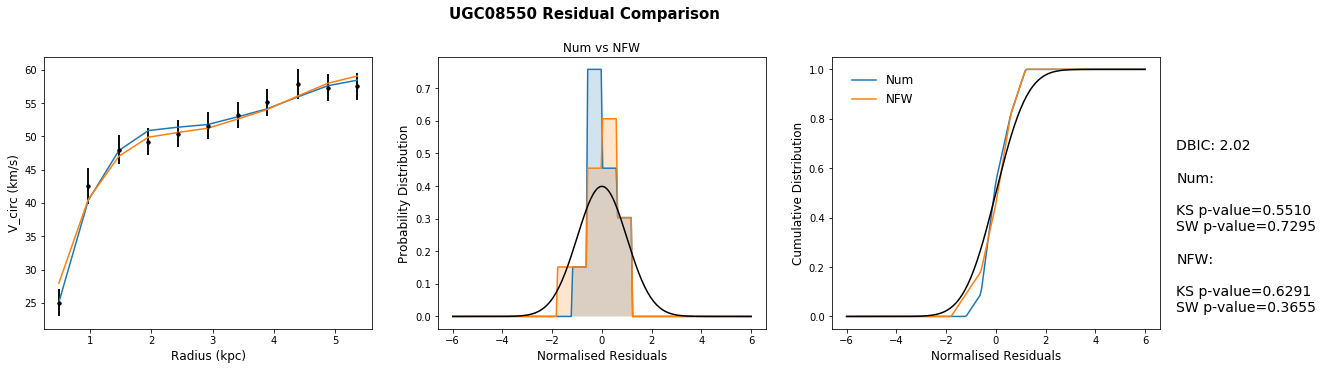 UGC08550 Residual Comparison
V_circ (km/s)
60
55
50
45
40
35
30
25
1
2
3
4
5
Radius (kpc)
Num vs NFW
Probability Distribution
0.7
0.6
0.5
0.4
0.3
0.2
0.1
0.0
−6
−4
−2
0
2
4
6
Normalised Residuals
Cumulative Distribution
1.0
0.8
0.6
0.4
0.2
0.0
Num
NFW
−6
−4
−2
0
2
4
6
Normalised Residuals
DBIC: 2.02
Num:
KS p-value=0.5510
SW p-value=0.7295
NFW:
KS p-value=0.6291
SW p-value=0.3655